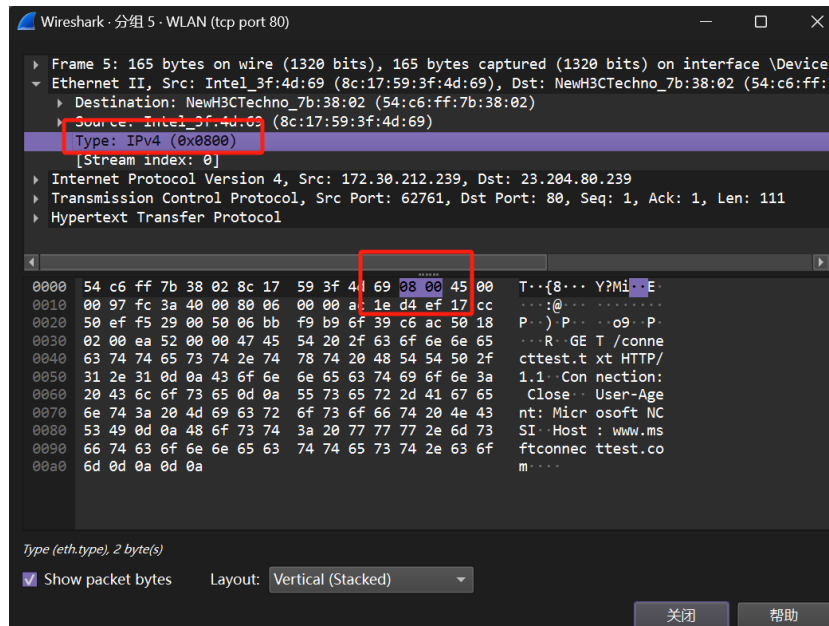 Wireshark · 分组 5 · WLAN (tcp port 80)
Frame 5: 165 bytes on wire (1320 bits), 165 bytes captured (1320 bits) on interface \Device
Ethernet II, Src: Intel_3f:4d:69 (8c:17:59:3f:4d:69), Dst: NewH3CTechno_7b:38:02 (54:c6:ff:
Destination: NewH3CTechno_7b:38:02 (54:c6:ff:7b:38:02)
Source: Intel_3f:4d:69 (8c:17:59:3f:4d:69)
Type: IPv4 (0x0800)
[Stream index: 0]
Internet Protocol Version 4, Src: 172.30.212.239, Dst: 23.204.80.239
Transmission Control Protocol, Src Port: 62761, Dst Port: 80, Seq: 1, Ack: 1, Len: 111
Hypertext Transfer Protocol
0000 54 c6 ff 7b 38 02 8c 17 59 3f 4d 69 08 00 45 00 T··{8··· Y?Mi··E·
0010 00 97 fc 3a 40 00 80 06 00 00 ac 1e d4 ef 17 cc ···:@··· ········
0020 50 ef f5 29 00 50 06 bb f9 b9 6f 39 c6 ac 50 18 P··)·P·· ··o9··P·
0030 02 00 ea 52 00 00 47 45 54 20 2f 63 6f 6e 6e 65 ···R··GE T /conne
0040 63 74 74 65 73 74 2e 74 78 74 20 48 54 54 50 2f cttest.t xt HTTP/
0050 31 2e 31 0d 0a 43 6f 6e 6e 65 63 74 69 6f 6e 3a 1.1··Con nection:
0060 20 43 6c 6f 73 65 0d 0a 55 73 65 72 2d 41 67 65 Close·· User-Age
0070 6e 74 3a 20 4d 69 63 72 6f 73 6f 66 74 20 4e 43 nt: Micr osoft NC
0080 53 49 0d 0a 48 6f 73 74 3a 20 77 77 77 2e 6d 73 SI··Host : www.ms
0090 66 74 63 6f 6e 6e 65 63 74 74 65 73 74 2e 63 6f ftconnec ttest.co
00a0 6d 0d 0a 0d 0a m····
Type (eth.type), 2 byte(s)
Show packet bytes Layout: Vertical (Stacked)
关闭 帮助